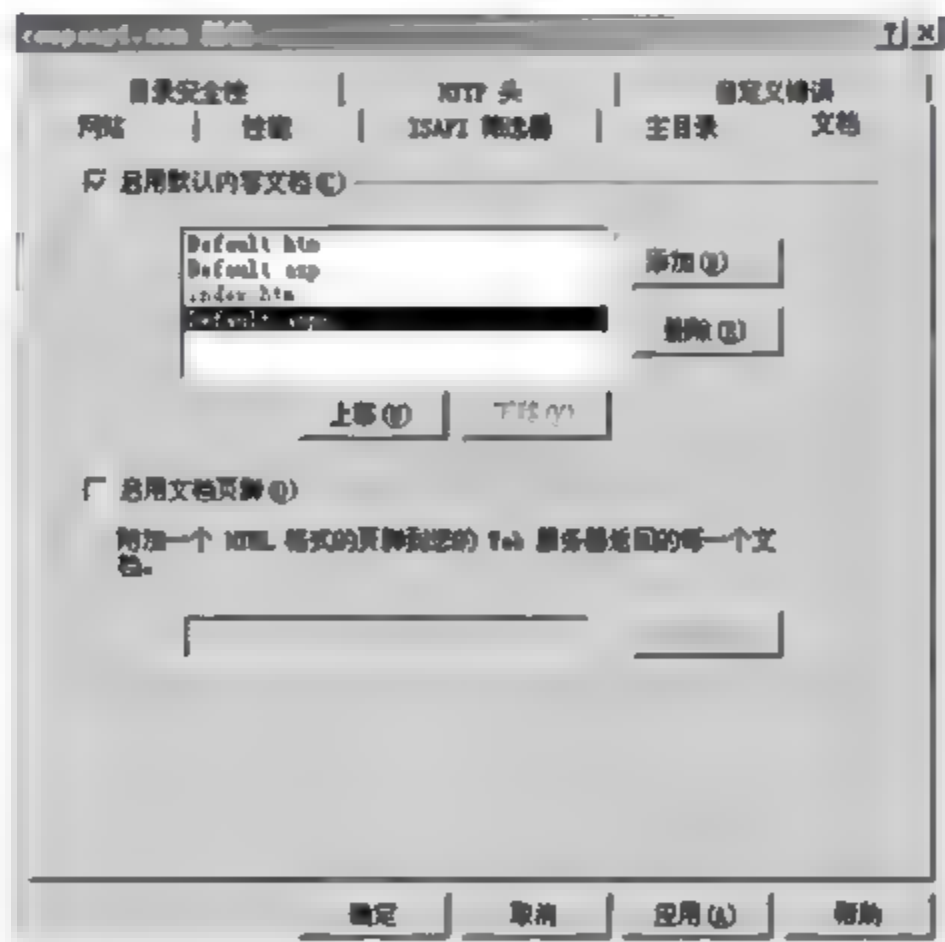 属性
目录安全性 HTTP 头 自定义错误
网站 性能 ISAPI 筛选器 主目录 文档
启用默认内容文档(C)
Default htm
Default asp
index htm
添加(D)
删除(R)
上移(U) 下移(V)
启用文档页脚(O)
附加一个 HTML 格式的页脚到您的 Web 服务器返回的每一个文
档。
确定 取消 应用(A) 帮助